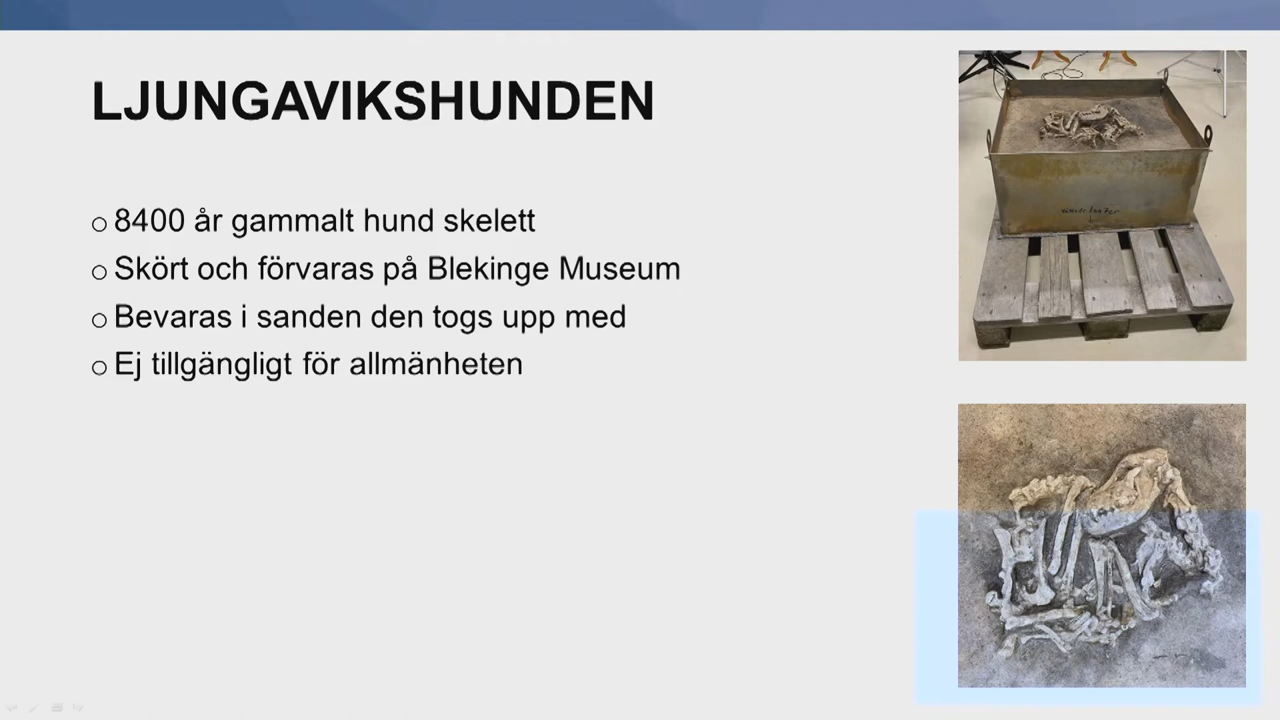 LJUNGAVIKSHUNDEN
8400 år gammalt hund skelett
Skört och förvaras på Blekinge Museum
Bevaras i sanden den togs upp med
Ej tillgängligt för allmänheten